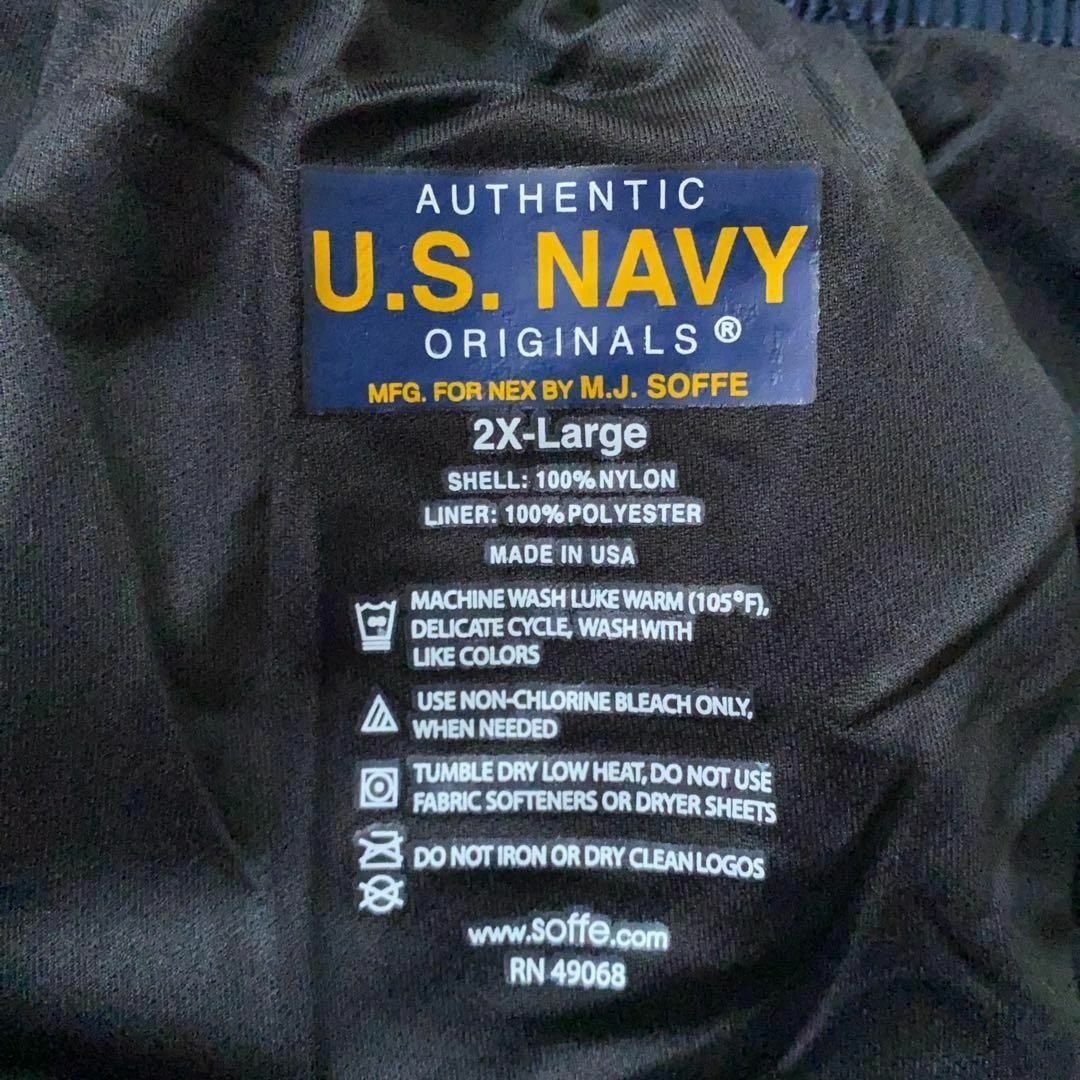 AUTHENTIC
U.S. NAVY
ORIGINALS®
MFG. FOR NEX BY M.J. SOFFE
2X-Large
SHELL: 100% NYLON
LINER: 100% POLYESTER
MADE IN USA
MACHINE WASH LUKE WARM (105°F),
DELICATE CYCLE, WASH WITH
LIKE COLORS
USE NON-CHLORINE BLEACH ONLY,
WHEN NEEDED
TUMBLE DRY LOW HEAT, DO NOT USE
FABRIC SOFTENERS OR DRYER SHEETS
DO NOT IRON OR DRY CLEAN LOGOS
www.soffe.com
RN 49068